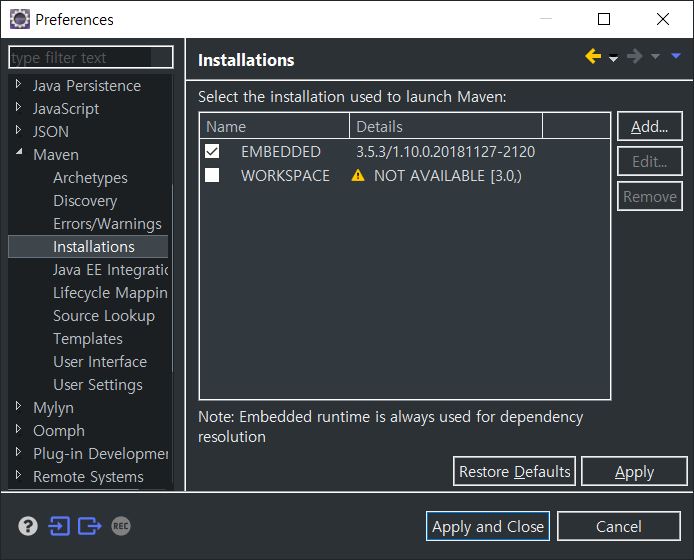 Preferences
type filter text
Java Persistence
JavaScript
JSON
Maven
Archetypes
Discovery
Errors/Warnings
Installations
Java EE Integratio
Lifecycle Mappin
Source Lookup
Templates
User Interface
User Settings
Mylyn
Oomph
Plug-in Developmen
Remote Systems
Installations
Select the installation used to launch Maven:
Name Details
EMBEDDED 3.5.3/1.10.0.20181127-2120
WORKSPACE NOT AVAILABLE [3.0,)
Add...
Edit...
Remove
Note: Embedded runtime is always used for dependency
resolution
Restore Defaults Apply
? REC Apply and Close Cancel